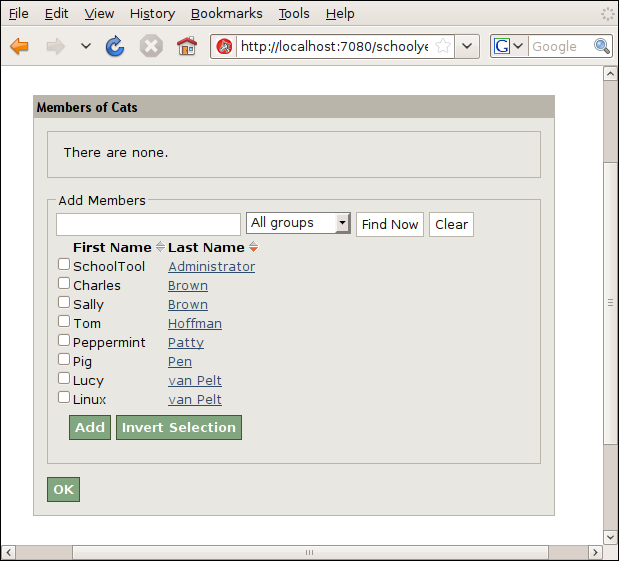 File Edit View History Bookmarks Tools Help
http://localhost:7080/schoolye
G Google
Members of Cats
There are none.
Add Members
All groups Find Now Clear
First Name Last Name
SchoolTool Administrator
Charles Brown
Sally Brown
Tom Hoffman
Peppermint Patty
Pig Pen
Lucy van Pelt
Linux van Pelt
Add Invert Selection
OK